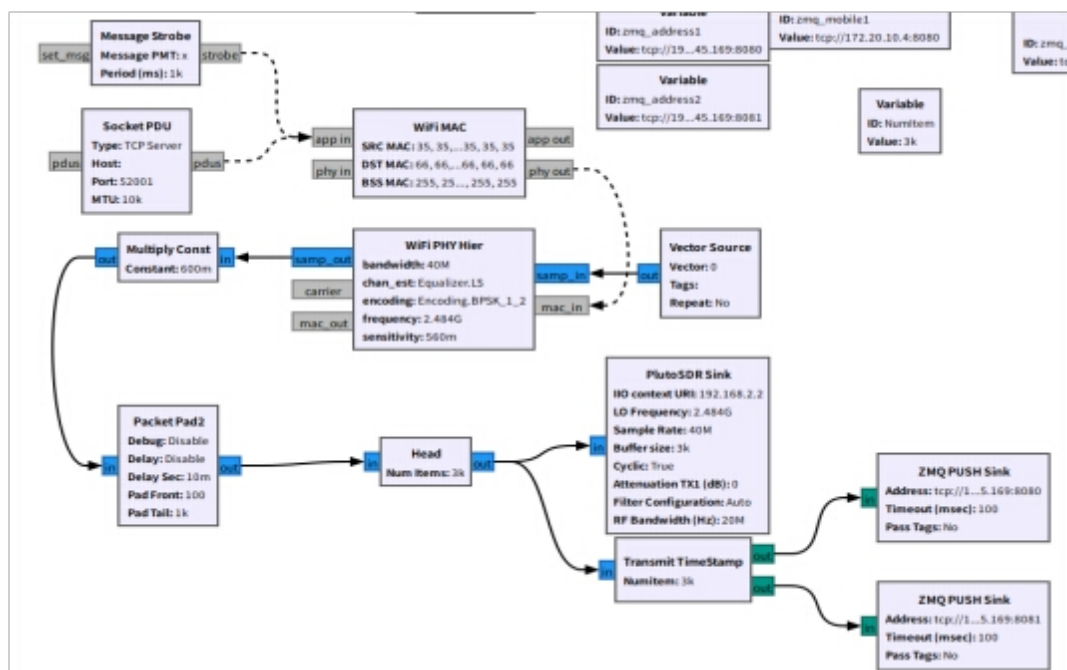 Message Strobe
set_msg
Message PMT: x
strobe
Period (ms): 1k
Variable
ID: zmq_address1
Value: tcp://19...45.169:8080
ID: zmq_mobile1
Value: tcp://172.20.10.4:8080
Variable
ID: zmq_address2
Value: tcp://19...45.169:8081
Variable
ID: NumItem
Value: 3k
Socket PDU
Type: TCP Server
pdus
Host:
pdus
Port: 52001
MTU: 10k
WiFi MAC
app in
SRC MAC: 35, 35,...35, 35, 35
app out
phy in
DST MAC: 66, 66,...66, 66, 66
phy out
BSS MAC: 255, 25..., 255, 255
Multiply Const
out
in
Constant: 600m
WiFi PHY Hier
samp_out
bandwidth: 40M
samp_in
carrier
chan_est: Equalizer.LS
encoding: Encoding.BPSK_1_2
mac_in
mac_out
frequency: 2.484G
sensitivity: 560m
Vector Source
out
Vector: 0
Tags:
Repeat: No
PlutoSDR Sink
IIO context URI: 192.168.2.2
LO Frequency: 2.484G
Sample Rate: 40M
in
Buffer size: 3k
Cyclic: True
Attenuation TX1 (dB): 0
Filter Configuration: Auto
RF Bandwidth (Hz): 20M
Packet Pad2
Debug: Disable
Delay: Disable
in
Delay Sec: 10m
out
Pad Front: 100
Pad Tail: 1k
Head
in
Num Items: 3k
out
Transmit TimeStamp
in
NumItem: 3k
out
out
ZMQ PUSH Sink
in
Address: tcp://1...5.169:8080
Timeout (msec): 100
Pass Tags: No
ZMQ PUSH Sink
in
Address: tcp://1...5.169:8081
Timeout (msec): 100
Pass Tags: No